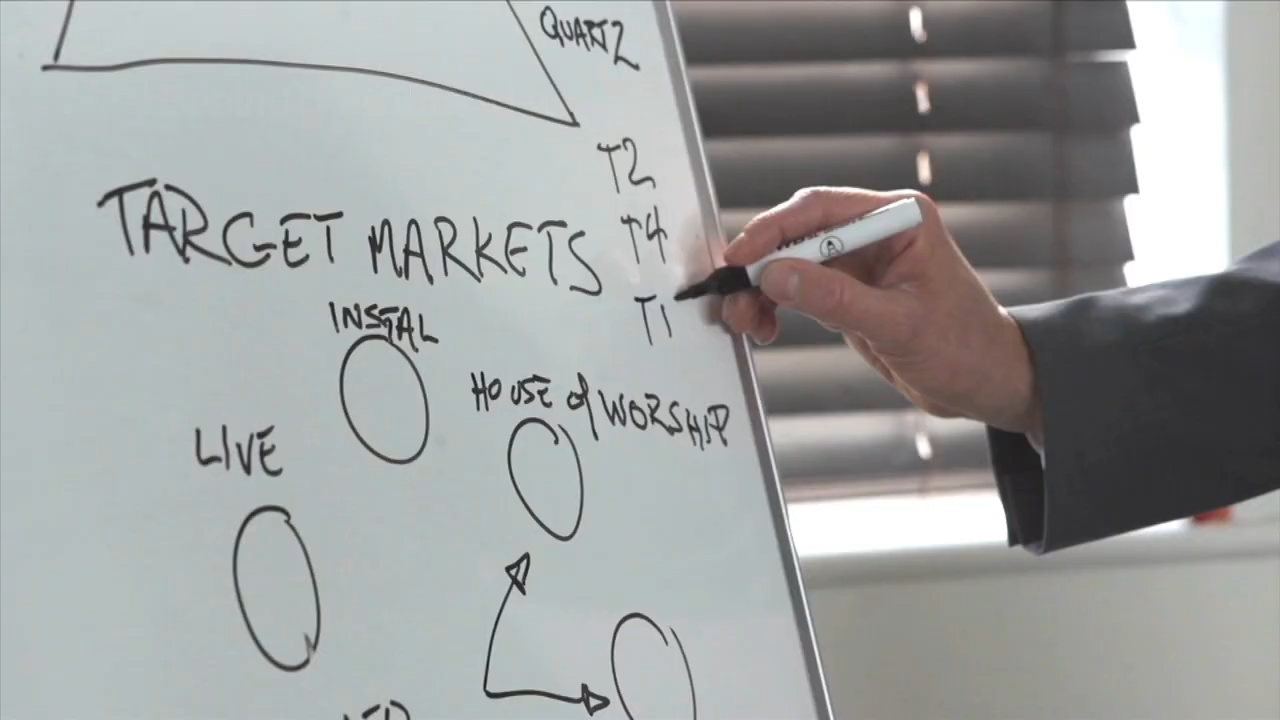 QUARTZ
T2
T4
T1
TARGET MARKETS
INSTAL
HOUSE of WORSHIP
LIVE